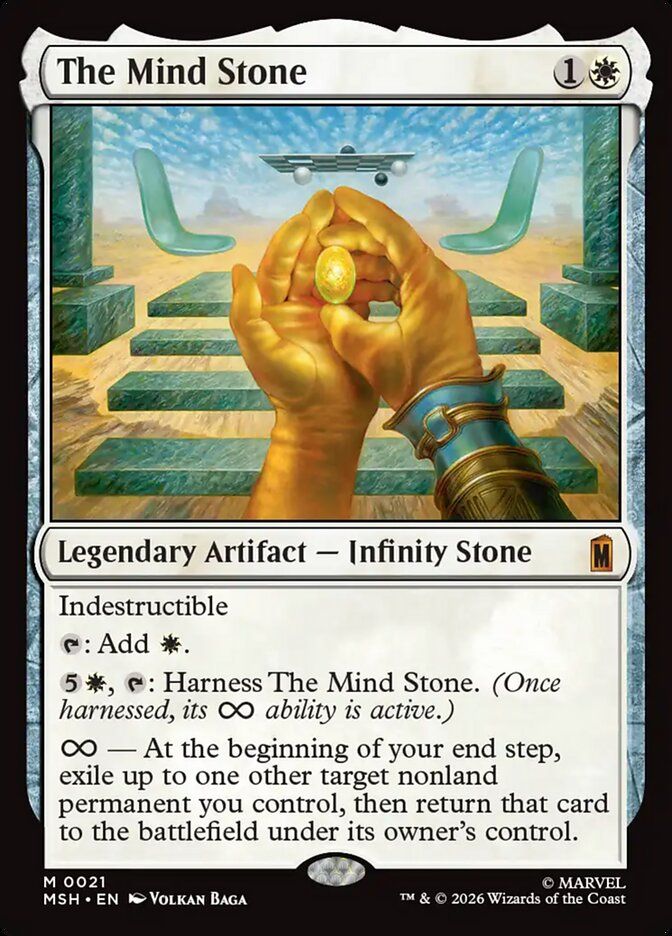 The Mind Stone 1
Legendary Artifact — Infinity Stone M
Indestructible
: Add .
5, : Harness The Mind Stone. (Once
harnessed, its ∞ ability is active.)
∞ — At the beginning of your end step,
exile up to one other target nonland
permanent you control, then return that card
to the battlefield under its owner's control.
M 0021
MSH • EN VOLKAN BAGA
© MARVEL
™ & © 2026 Wizards of the Coast